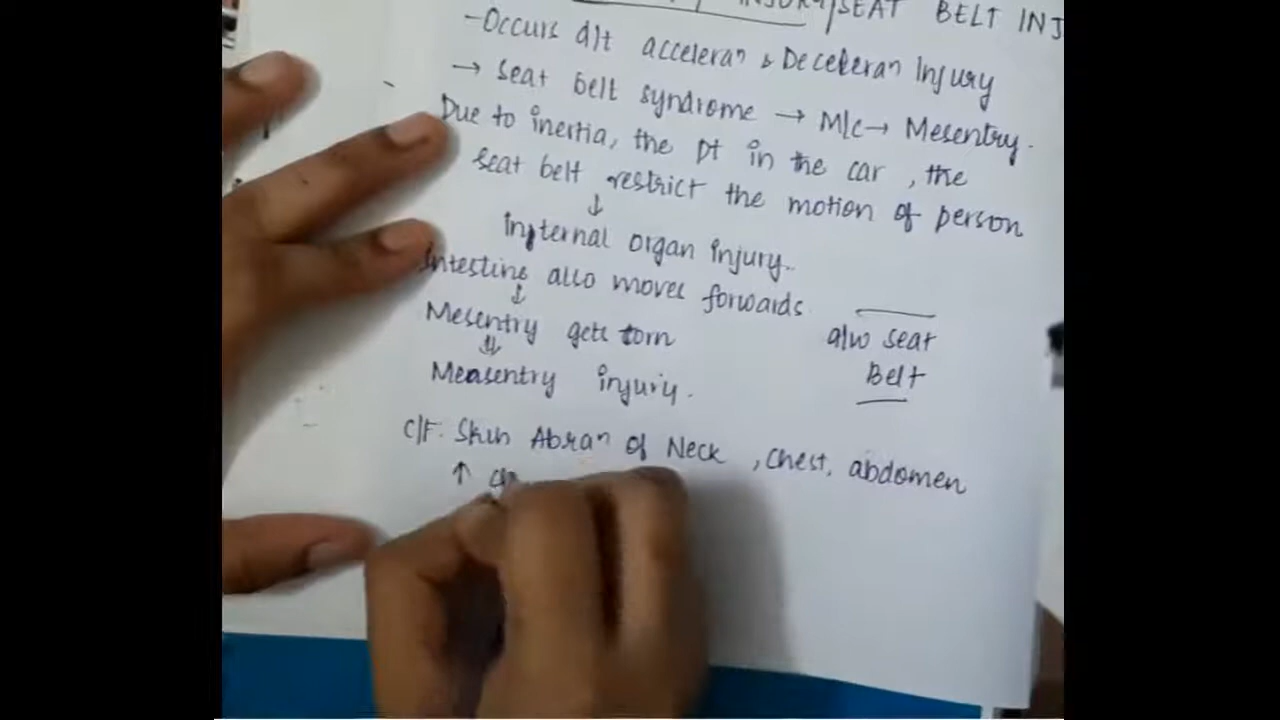 INJURY/SEAT BELT INJ
-Occurs d/t acceleran & Deceleran Injury
→ Seat belt syndrome → M/c → Mesentry.
Due to inertia, the pt in the car, the
seat belt restrict the motion of person
↓
Internal organ injury.
Intestine also moves forwards
↓
Mesentry gets torn
⇓
Measentry injury.
a/w seat
Belt
C/F: Skin Abran of Neck, chest, abdomen
↑